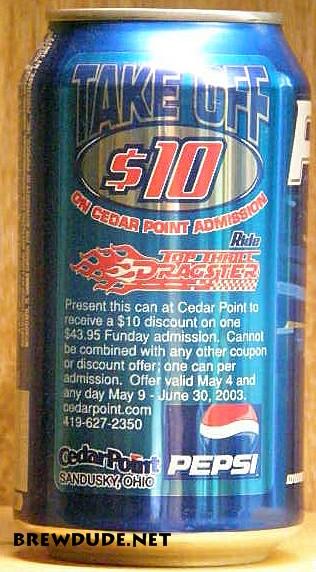 TAKE OFF
$10
ON CEDAR POINT ADMISSION
Ride
TOP THRILL
DRAGSTER
Present this can at Cedar Point to
receive a $10 discount on one
$43.95 Funday admission. Cannot
be combined with any other coupon
or discount offer; one can per
admission. Offer valid May 4 and
any day May 9 - June 30, 2003.
cedarpoint.com
419-627-2350
CedarPoint
SANDUSKY, OHIO
PEPSI
BREWDUDE.NET